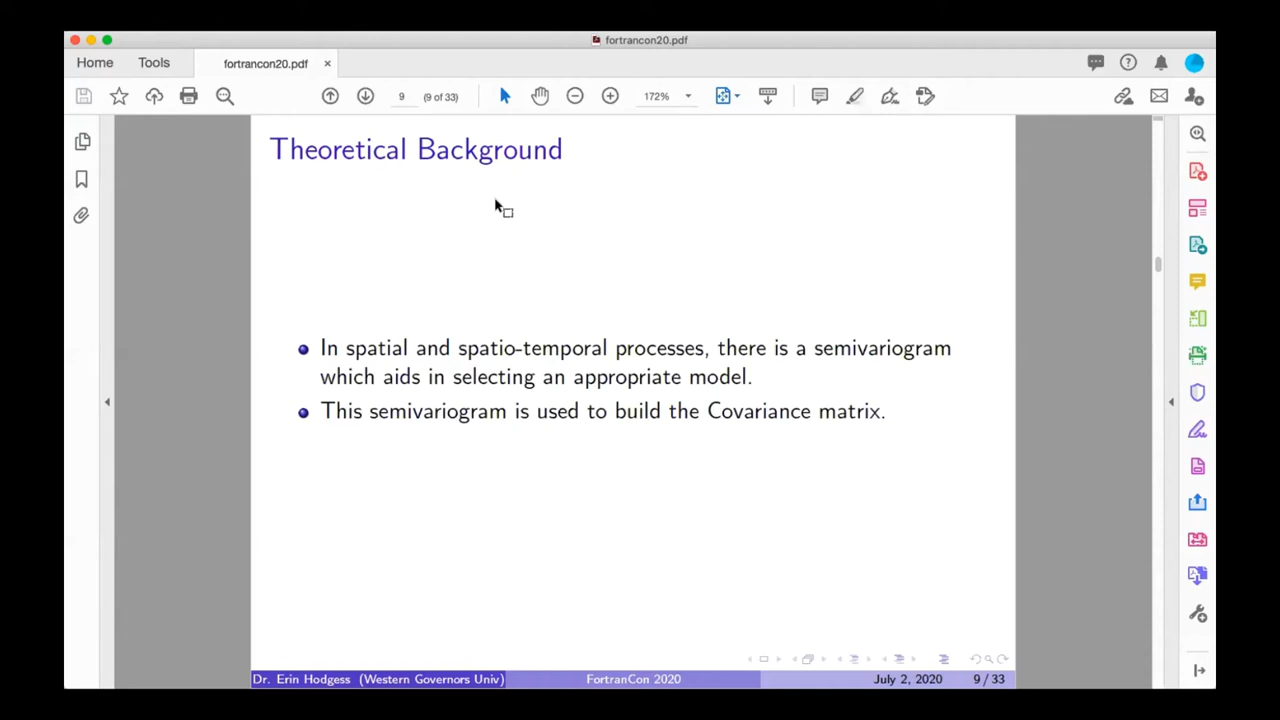 fortrancon20.pdf
Home Tools fortrancon20.pdf ×
9 (9 of 33) 172%
Theoretical Background
In spatial and spatio-temporal processes, there is a semivariogram
which aids in selecting an appropriate model.
This semivariogram is used to build the Covariance matrix.
Dr. Erin Hodgess (Western Governors Univ) FortranCon 2020 July 2, 2020 9 / 33